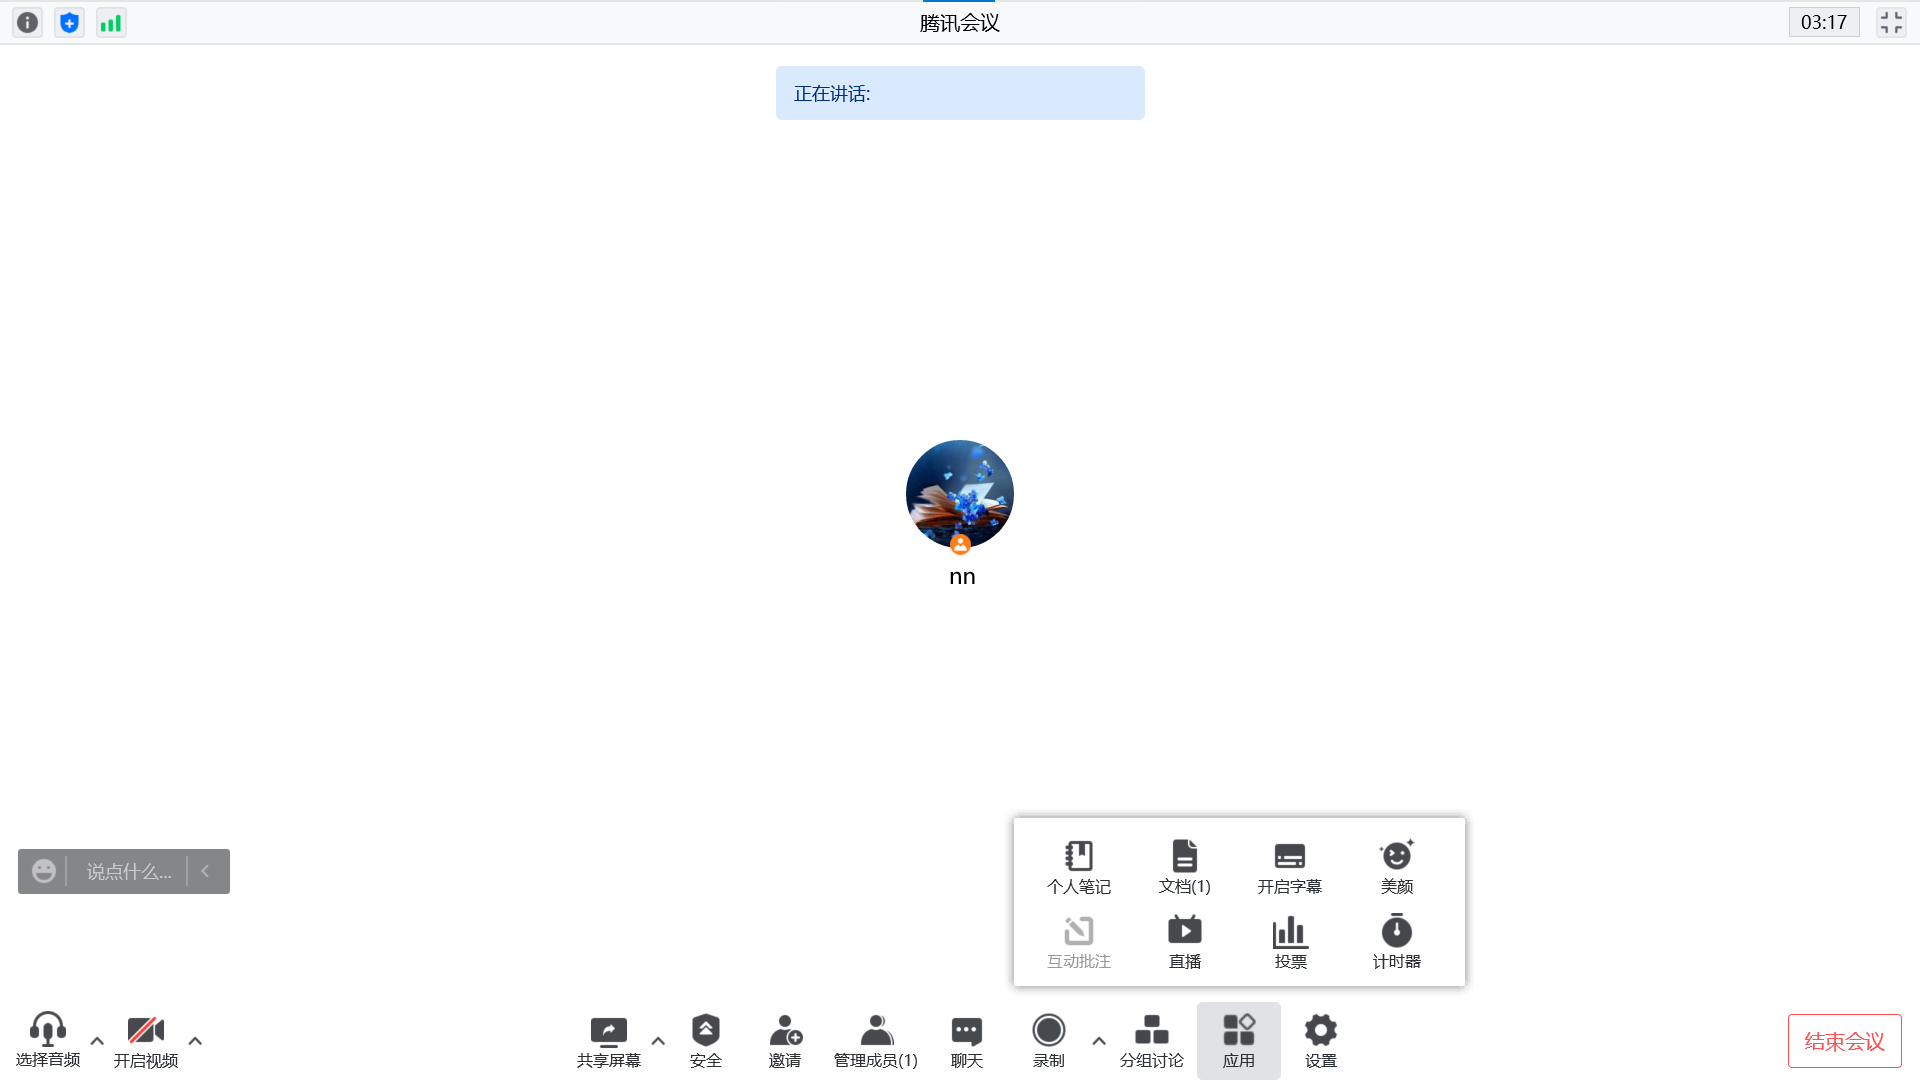 腾讯会议
03:17
正在讲话:
nn
说点什么...
个人笔记
文档(1)
开启字幕
美颜
互动批注
直播
投票
计时器
选择音频
开启视频
共享屏幕
安全
邀请
管理成员(1)
聊天
录制
分组讨论
应用
设置
结束会议